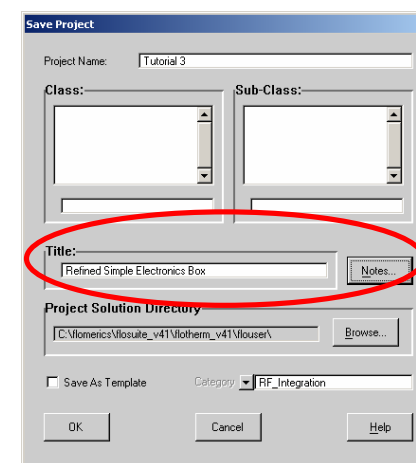 Save Project
Project Name: Tutorial 3
Class: Sub-Class:
Title:
Refined Simple Electronics Box Notes...
Project Solution Directory
C:\flomerics\flosuite_v41\flotherm_v41\flouser\ Browse...
Save As Template Category RF_Integration
OK Cancel Help